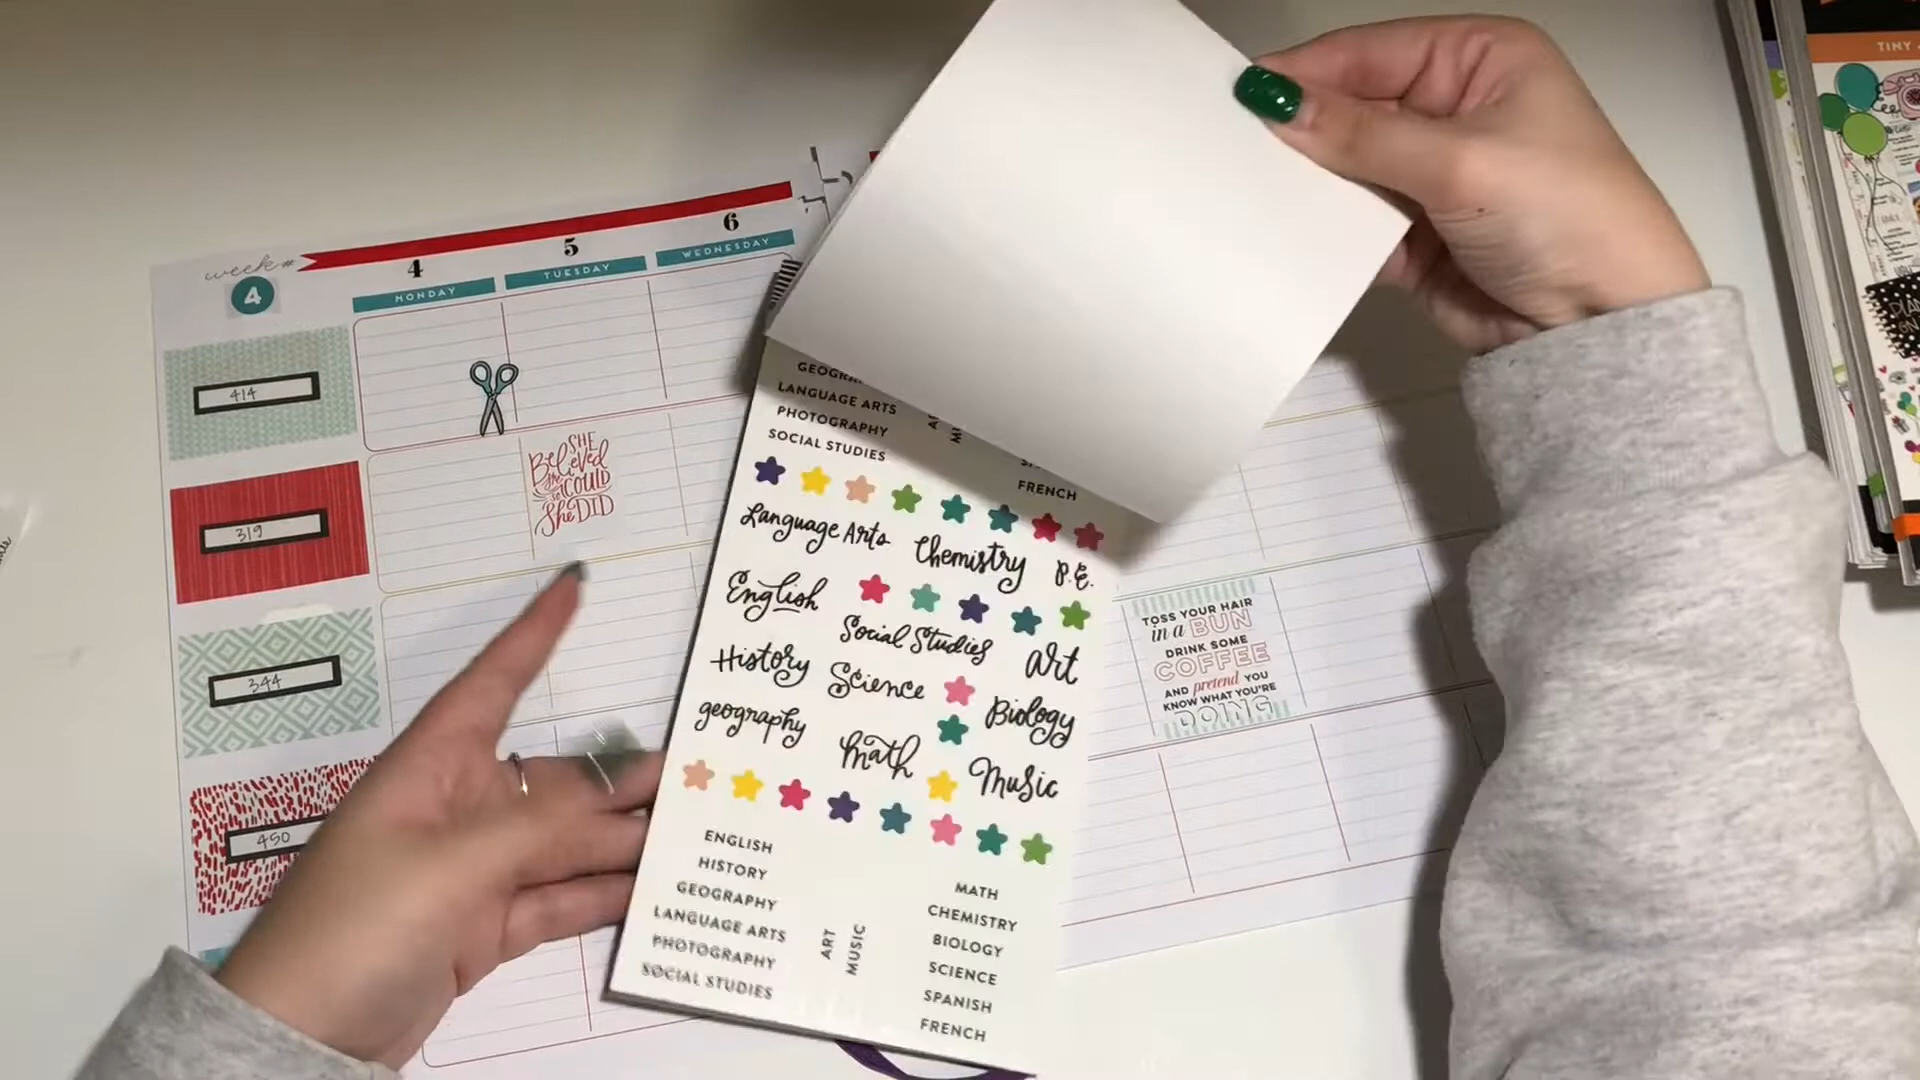 week #
4
4
MONDAY
5
TUESDAY
6
WEDNESDAY
414
319
344
450
SHE
Believed
she
COULD
so
She DID
LANGUAGE ARTS
PHOTOGRAPHY
SOCIAL STUDIES
FRENCH
Language Arts
Chemistry
P.E.
English
Social Studies
Art
History
Science
Biology
geography
Math
Music
ENGLISH
HISTORY
GEOGRAPHY
LANGUAGE ARTS
PHOTOGRAPHY
SOCIAL STUDIES
ART
MUSIC
MATH
CHEMISTRY
BIOLOGY
SCIENCE
SPANISH
FRENCH
TOSS YOUR HAIR
in a BUN
DRINK SOME
COFFEE
AND pretend YOU
KNOW WHAT YOU'RE
DOING
TINY